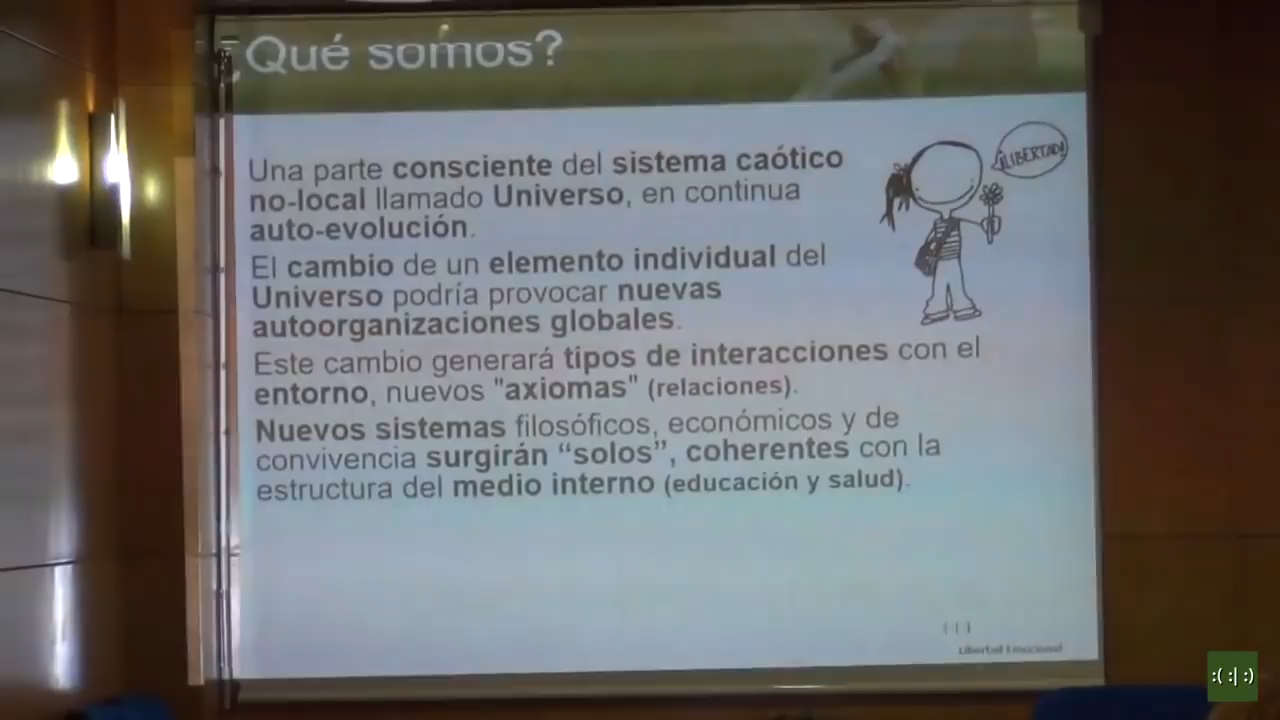 ¿Qué somos?
¡LIBERTAD!
Una parte consciente del sistema caótico
no-local llamado Universo, en continua
auto-evolución.
El cambio de un elemento individual del
Universo podría provocar nuevas
autoorganizaciones globales.
Este cambio generará tipos de interacciones con el
entorno, nuevos "axiomas" (relaciones).
Nuevos sistemas filosóficos, económicos y de
convivencia surgirán “solos”, coherentes con la
estructura del medio interno (educación y salud).
Libertad Emocional
:( :| :)